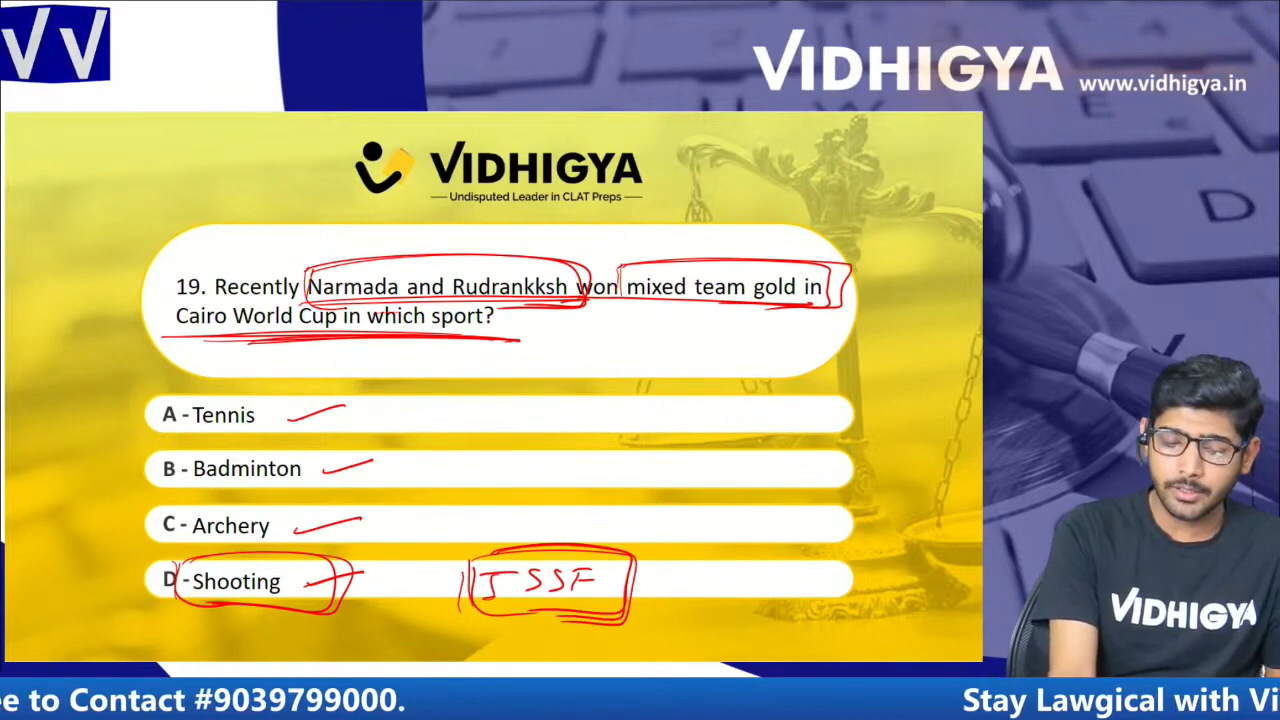 VV
VIDHIGYA www.vidhigya.in
VIDHIGYA
Undisputed Leader in CLAT Preps
19. Recently Narmada and Rudrankksh won mixed team gold in
Cairo World Cup in which sport?
A - Tennis
B - Badminton
C - Archery
D - Shooting
ISSF
D
VIDHIGYA
ee to Contact #9039799000.
Stay Lawgical with Vi